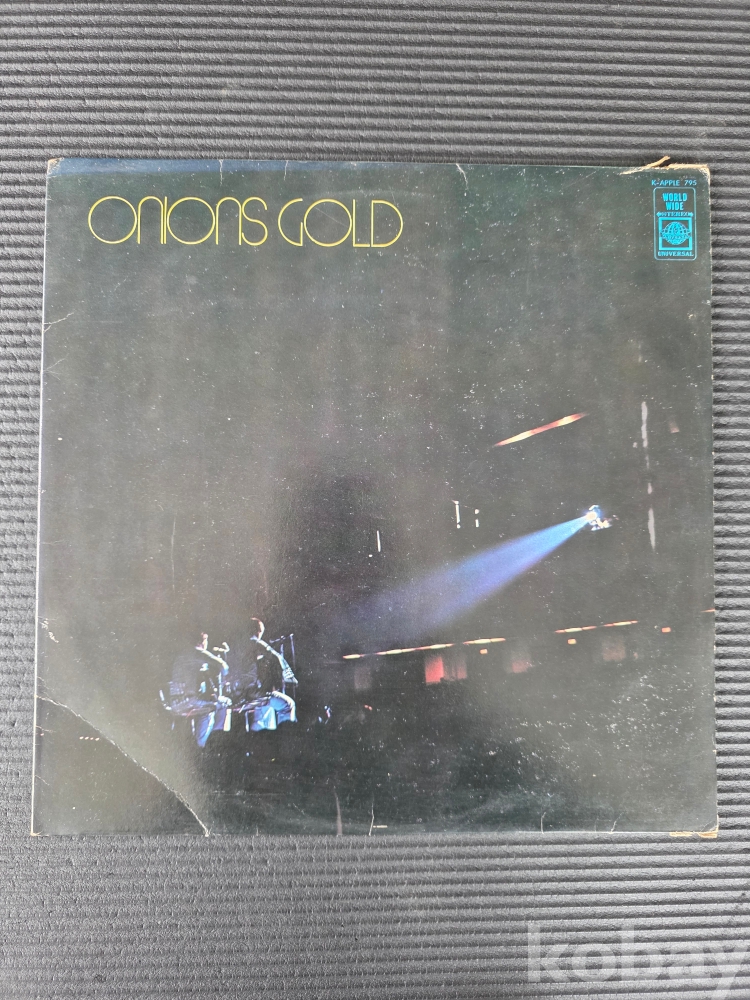 ONIONS GOLD
K-APPLE 795
WORLD
WIDE
STEREO
UNIVERSAL
kobay